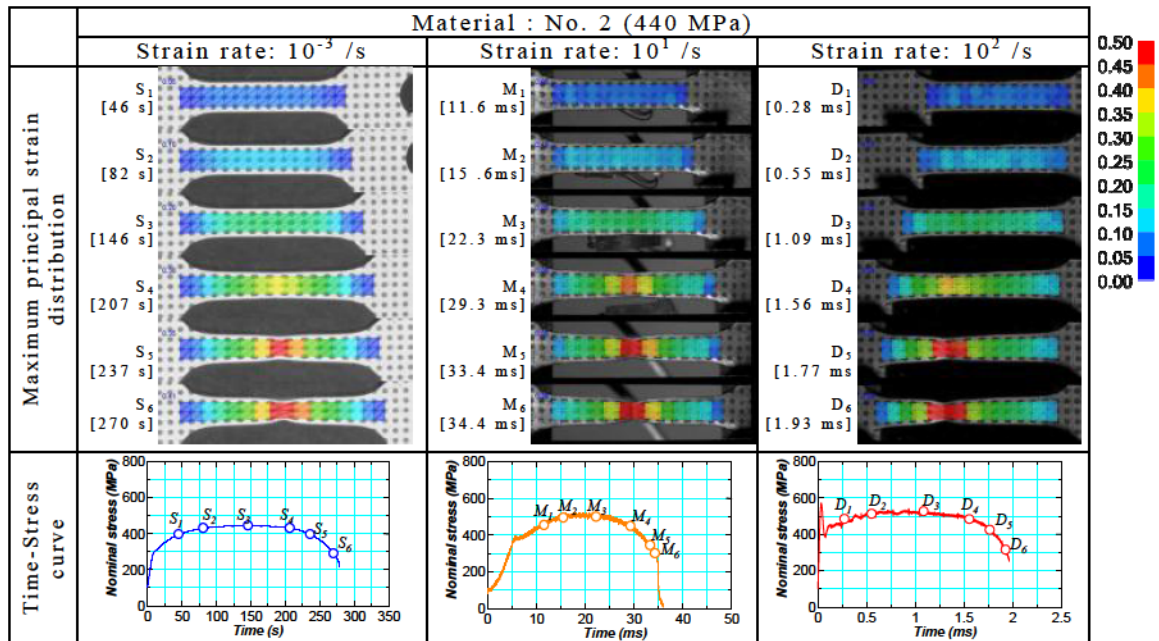 Material : No. 2 (440 MPa)
Strain rate: 10⁻³ /s
Strain rate: 10¹ /s
Strain rate: 10² /s
Maximum principal strain
distribution
S₁
[46 s]
S₂
[82 s]
S₃
[146 s]
S₄
[207 s]
S₅
[237 s]
S₆
[270 s]
M₁
[11.6 ms]
M₂
[15 .6ms]
M₃
[22.3 ms]
M₄
[29.3 ms]
M₅
[33.4 ms]
M₆
[34.4 ms]
D₁
[0.28 ms]
D₂
[0.55 ms]
D₃
[1.09 ms]
D₄
[1.56 ms]
D₅
[1.77 ms]
D₆
[1.93 ms]
0.50
0.45
0.40
0.35
0.30
0.25
0.20
0.15
0.10
0.05
0.00
Time-Stress
curve
Nominal stress (MPa)
800
600
400
200
0
S₁ S₂ S₃ S₄ S₅ S₆
0 50 100 150 200 250 300 350
Time (s)
Nominal stress (MPa)
800
600
400
200
0
M₁ M₂ M₃ M₄ M₅ M₆
0 10 20 30 40 50
Time (ms)
Nominal stress (MPa)
800
600
400
200
0
D₁ D₂ D₃ D₄ D₅ D₆
0 0.5 1 1.5 2 2.5
Time (ms)